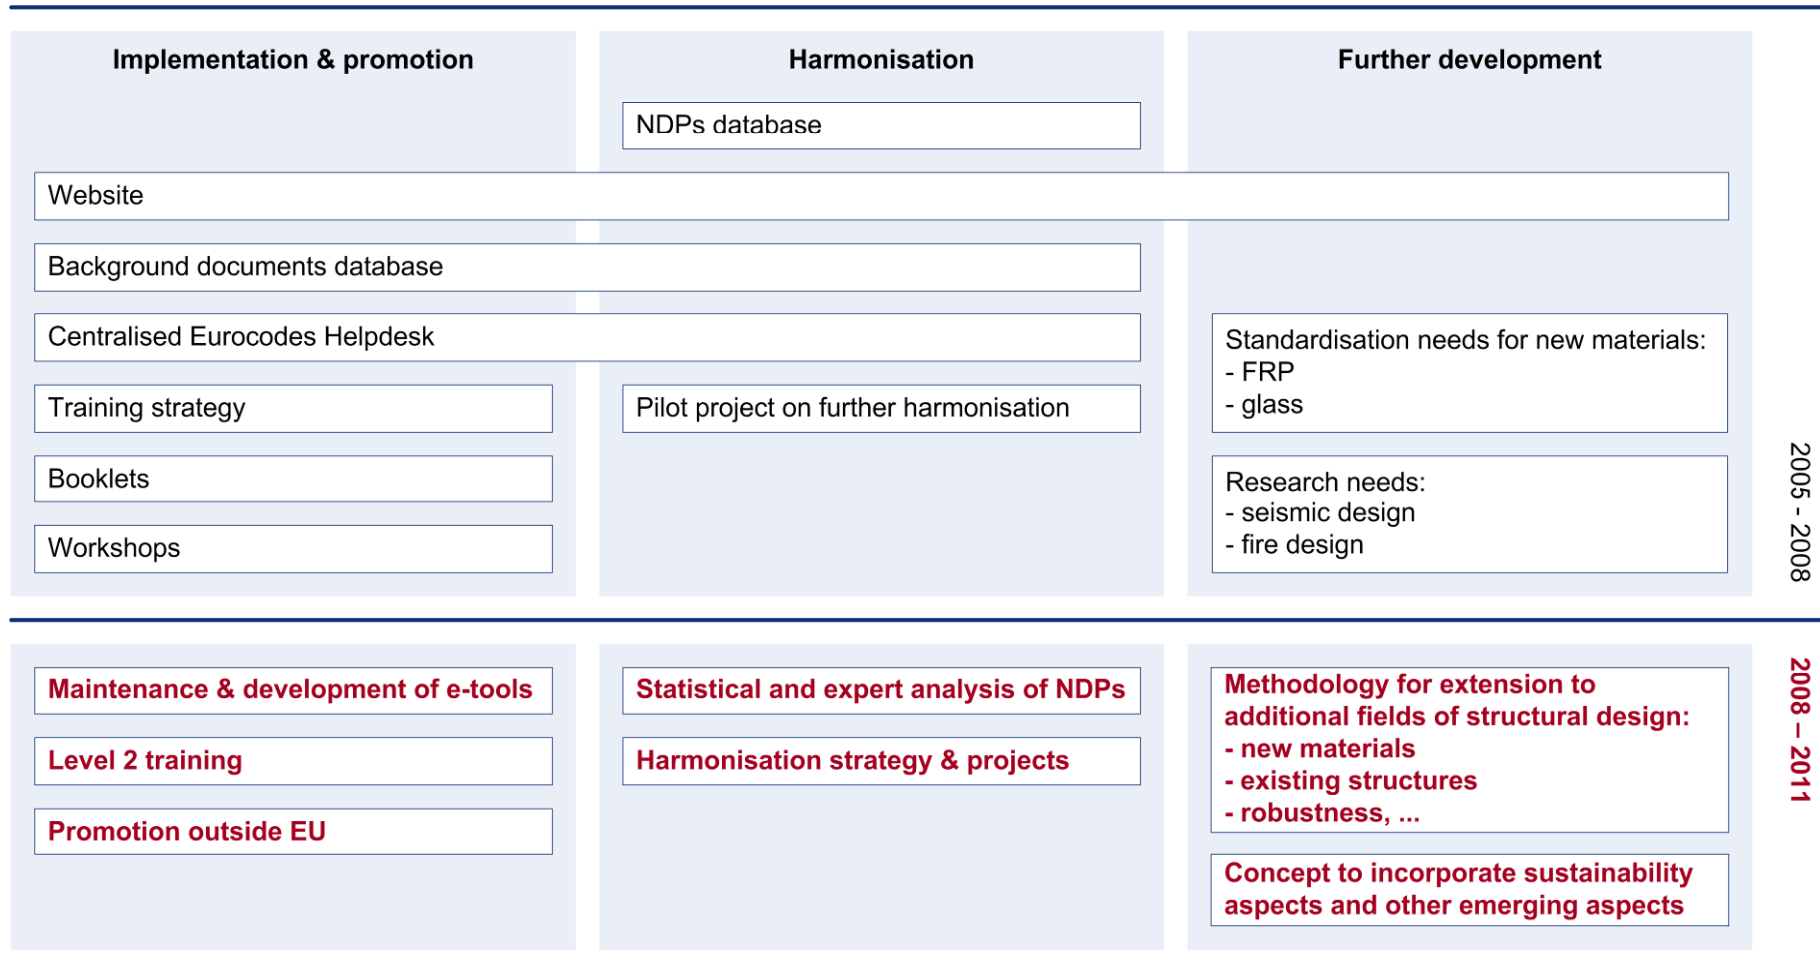 Implementation & promotion
Harmonisation
Further development
NDPs database
Website
Background documents database
Centralised Eurocodes Helpdesk
Training strategy
Booklets
Workshops
Pilot project on further harmonisation
Standardisation needs for new materials:
- FRP
- glass
Research needs:
- seismic design
- fire design
2005 - 2008
Maintenance & development of e-tools
Level 2 training
Promotion outside EU
Statistical and expert analysis of NDPs
Harmonisation strategy & projects
Methodology for extension to
additional fields of structural design:
- new materials
- existing structures
- robustness, ...
Concept to incorporate sustainability
aspects and other emerging aspects
2008 – 2011